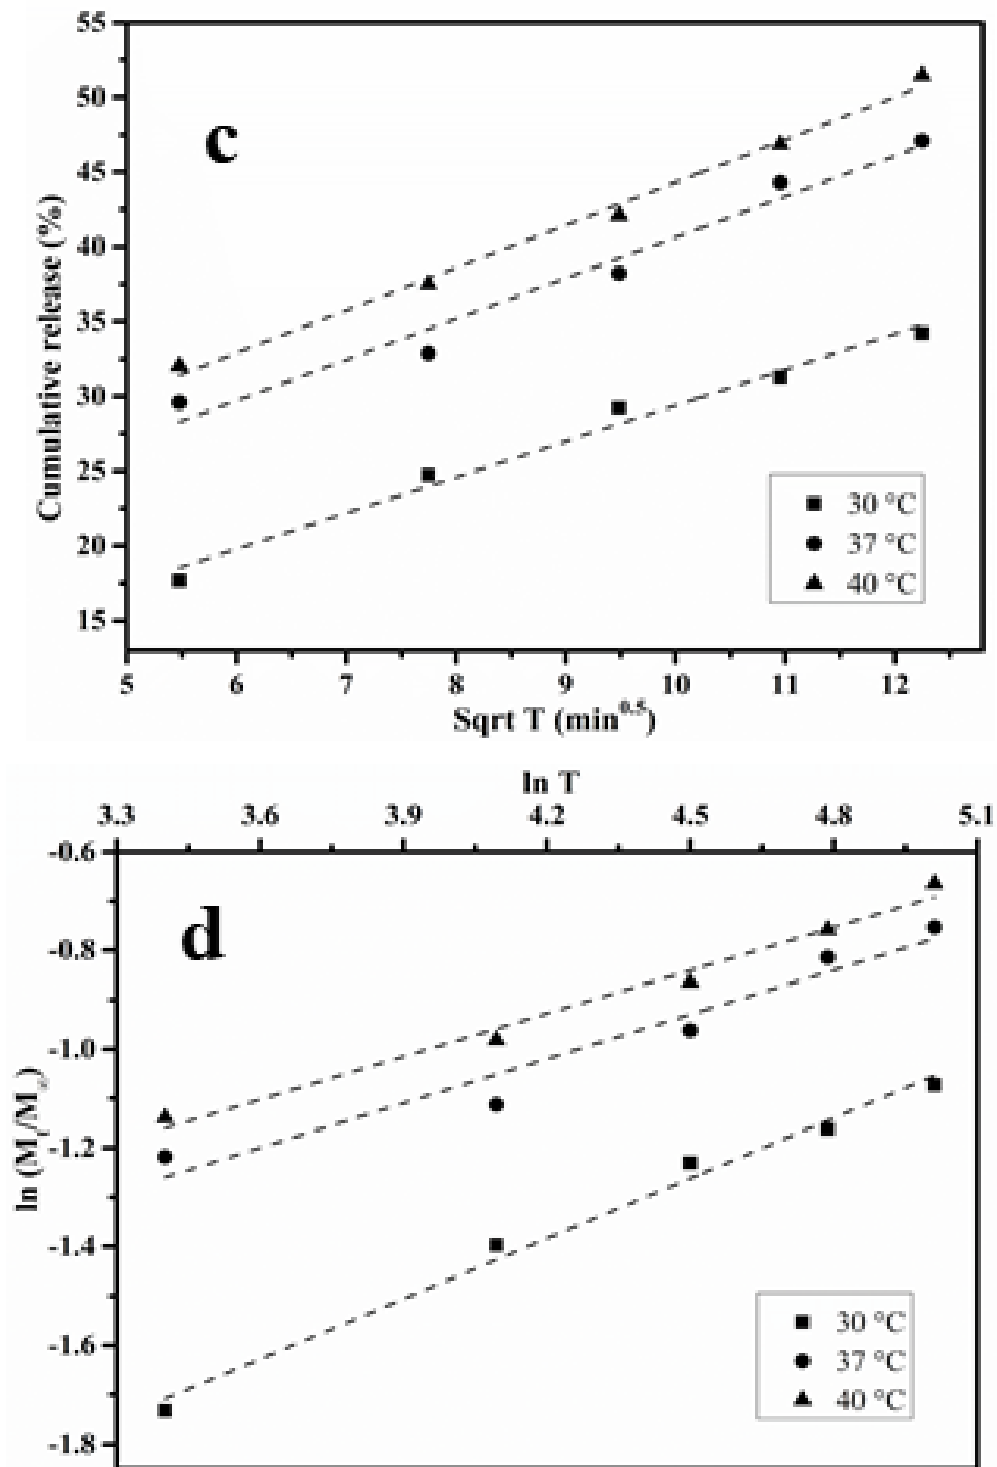 55
50
45
40
35
30
25
20
15
Cumulative release (%)
c
30 °C
37 °C
40 °C
5 6 7 8 9 10 11 12
Sqrt T (min^0.5)
ln T
3.3 3.6 3.9 4.2 4.5 4.8 5.1
-0.6
-0.8
-1.0
-1.2
-1.4
-1.6
-1.8
ln (Mt/M∞)
d
30 °C
37 °C
40 °C